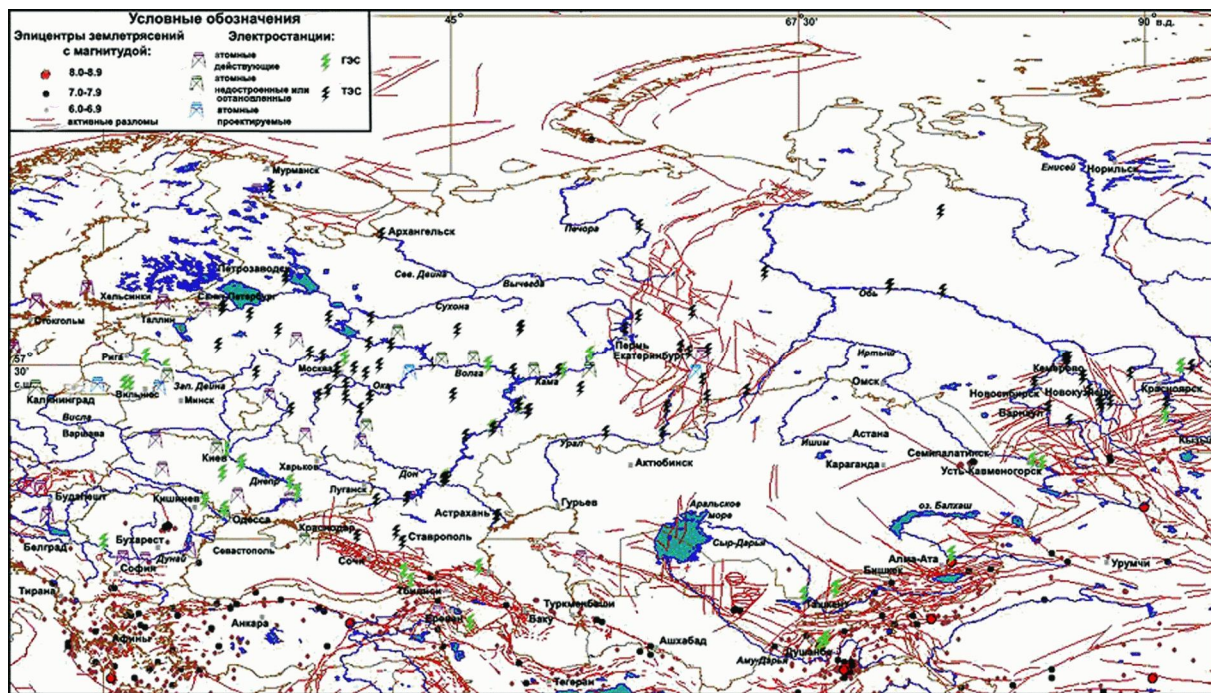 Условные обозначения
Эпицентры землетрясений
с магнитудой:
8.0-8.9
7.0-7.9
6.0-6.9
активные разломы
Электростанции:
атомные
действующие
атомные
недостроенные или
остановленные
атомные
проектируемые
ГЭС
ТЭС
45°
67° 30'
90° в.д.
Мурманск
Енисей
Норильск
Архангельск
Печора
Петрозаводск
Сев. Двина
Вычегда
Хельсинки
Санкт-Петербург
Сухона
Обь
Стокгольм
Таллин
57°
30'
с.ш.
Рига
Москва
Пермь
Екатеринбург
Иртыш
Зап. Двина
Ока
Волга
Кама
Омск
Кемерово
Калининград
Вильнюс
Минск
Новосибирск
Новокузнецк
Красноярск
Висла
Варшава
Барнаул
Урал
Ишим
Астана
Кызыл
Киев
Харьков
Дон
Актюбинск
Караганда
Семипалатинск
Усть-Каменогорск
Днепр
Луганск
Будапешт
Кишинев
Астрахань
Гурьев
Аральское
море
оз. Балхаш
Одесса
Краснодар
Ставрополь
Белград
Бухарест
Севастополь
Сыр-Дарья
Дунай
Сочи
Алма-Ата
София
Бишкек
Урумчи
Тирана
Тбилиси
Туркменбаши
Ташкент
Афины
Анкара
Ереван
Баку
Ашхабад
Душанбе
Аму-Дарья
Тегеран